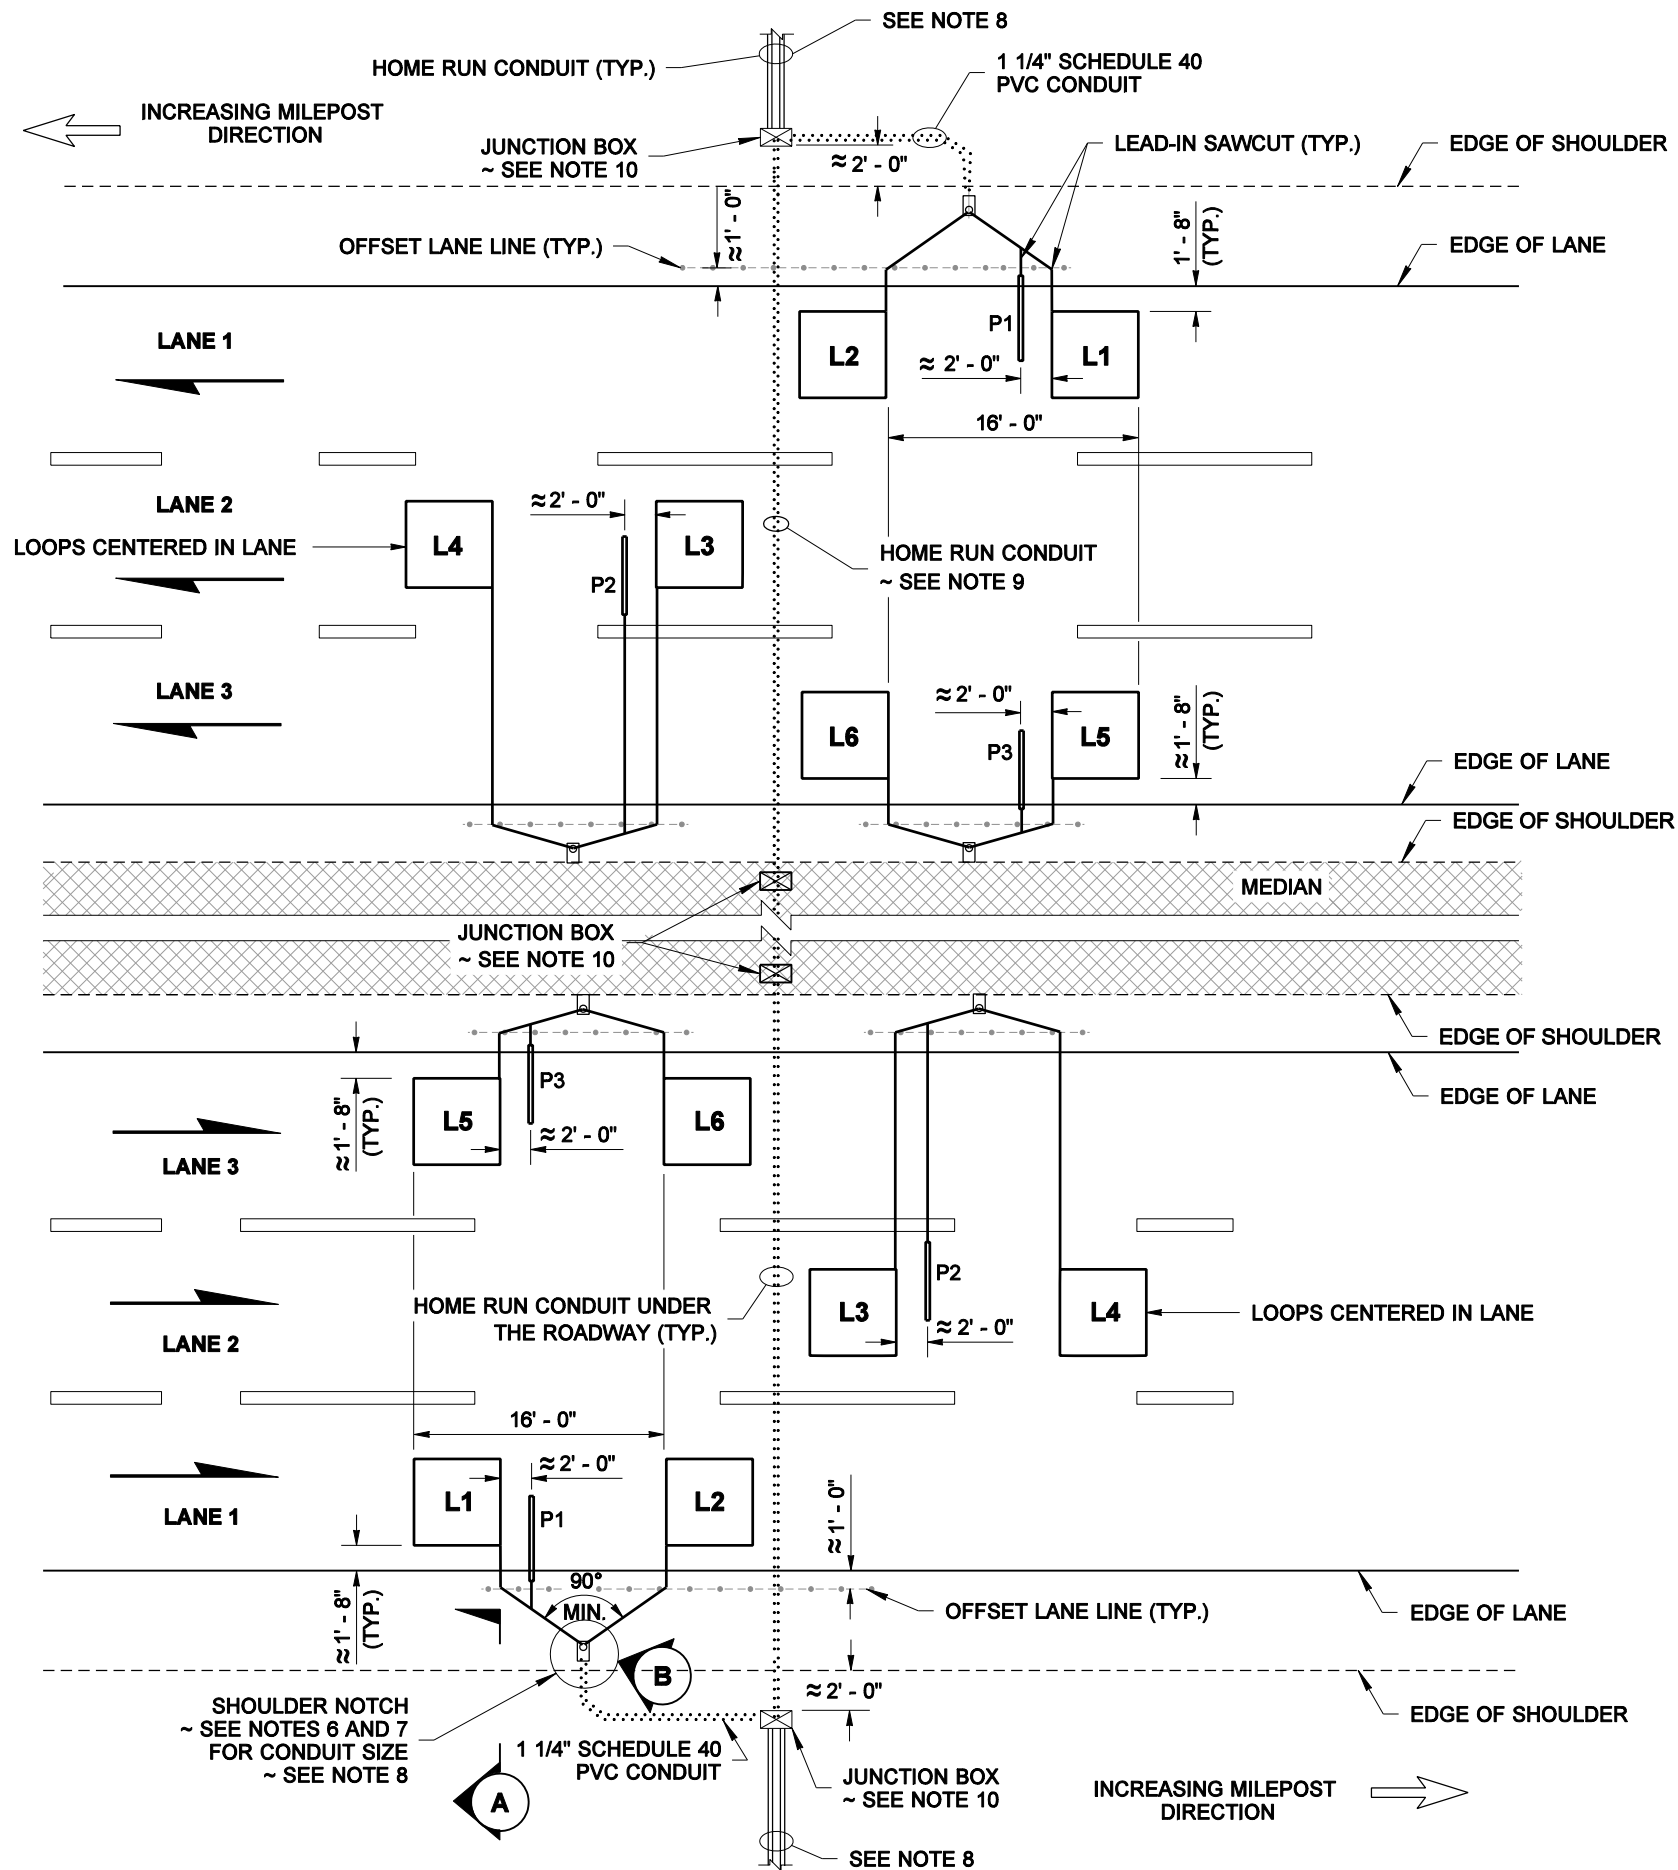 SEE NOTE 8
HOME RUN CONDUIT (TYP.)
1 1/4" SCHEDULE 40
PVC CONDUIT
INCREASING MILEPOST
DIRECTION
JUNCTION BOX
~ SEE NOTE 10
≈ 2' - 0"
LEAD-IN SAWCUT (TYP.)
EDGE OF SHOULDER
≈ 1' - 0"
OFFSET LANE LINE (TYP.)
1' - 8"
(TYP.)
EDGE OF LANE
LANE 1
P1
L2
≈ 2' - 0"
L1
16' - 0"
LANE 2
≈ 2' - 0"
LOOPS CENTERED IN LANE
L4
L3
P2
HOME RUN CONDUIT
~ SEE NOTE 9
LANE 3
≈ 2' - 0"
L6
P3
L5
≈ 1' - 8"
(TYP.)
EDGE OF LANE
EDGE OF SHOULDER
MEDIAN
JUNCTION BOX
~ SEE NOTE 10
EDGE OF SHOULDER
EDGE OF LANE
P3
L5
L6
≈ 1' - 8"
(TYP.)
≈ 2' - 0"
LANE 3
P2
HOME RUN CONDUIT UNDER
THE ROADWAY (TYP.)
L3
L4
LOOPS CENTERED IN LANE
≈ 2' - 0"
LANE 2
16' - 0"
≈ 2' - 0"
L1
L2
P1
LANE 1
≈ 1' - 0"
90°
MIN.
≈ 1' - 8"
(TYP.)
OFFSET LANE LINE (TYP.)
EDGE OF LANE
B
≈ 2' - 0"
SHOULDER NOTCH
~ SEE NOTES 6 AND 7
FOR CONDUIT SIZE
~ SEE NOTE 8
EDGE OF SHOULDER
1 1/4" SCHEDULE 40
PVC CONDUIT
JUNCTION BOX
~ SEE NOTE 10
A
INCREASING MILEPOST
DIRECTION
SEE NOTE 8